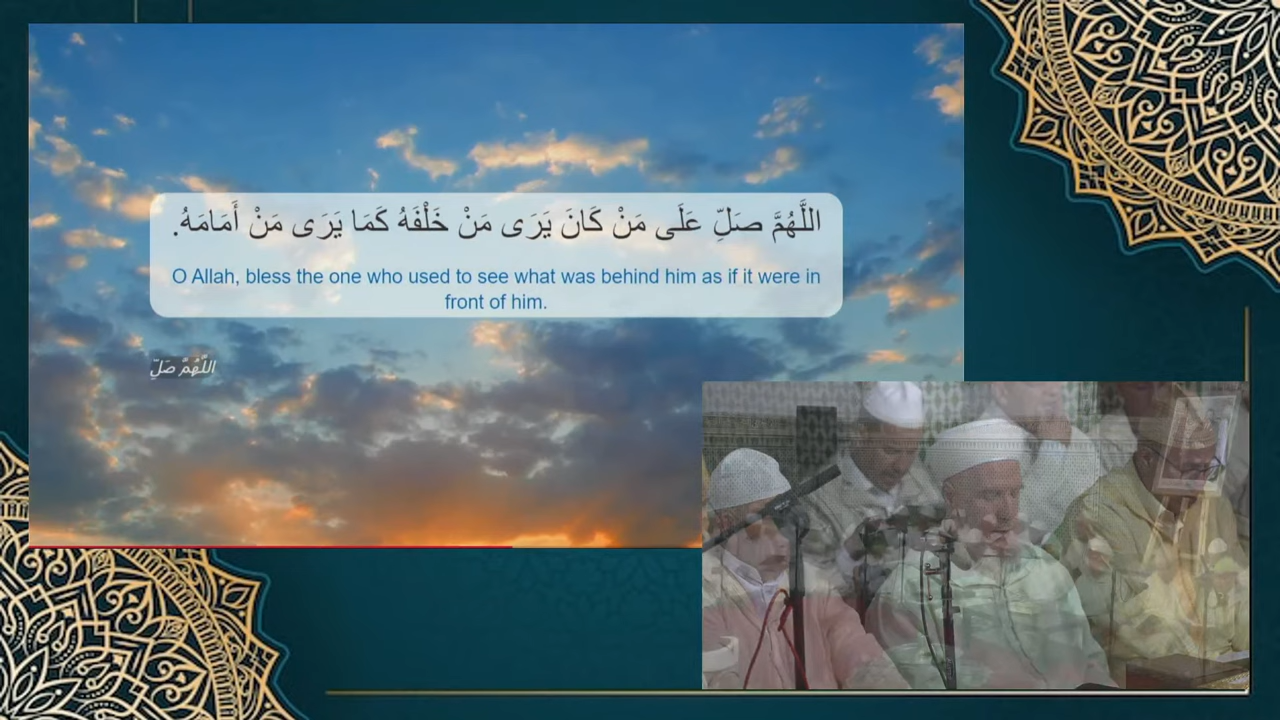 اللَّهُمَّ صَلِّ عَلَى مَنْ كَانَ يَرَى مَنْ خَلْفَهُ كَمَا يَرَى مَنْ أَمَامَهُ.
O Allah, bless the one who used to see what was behind him as if it were in
front of him.
اللَّهُمَّ صَلِّ